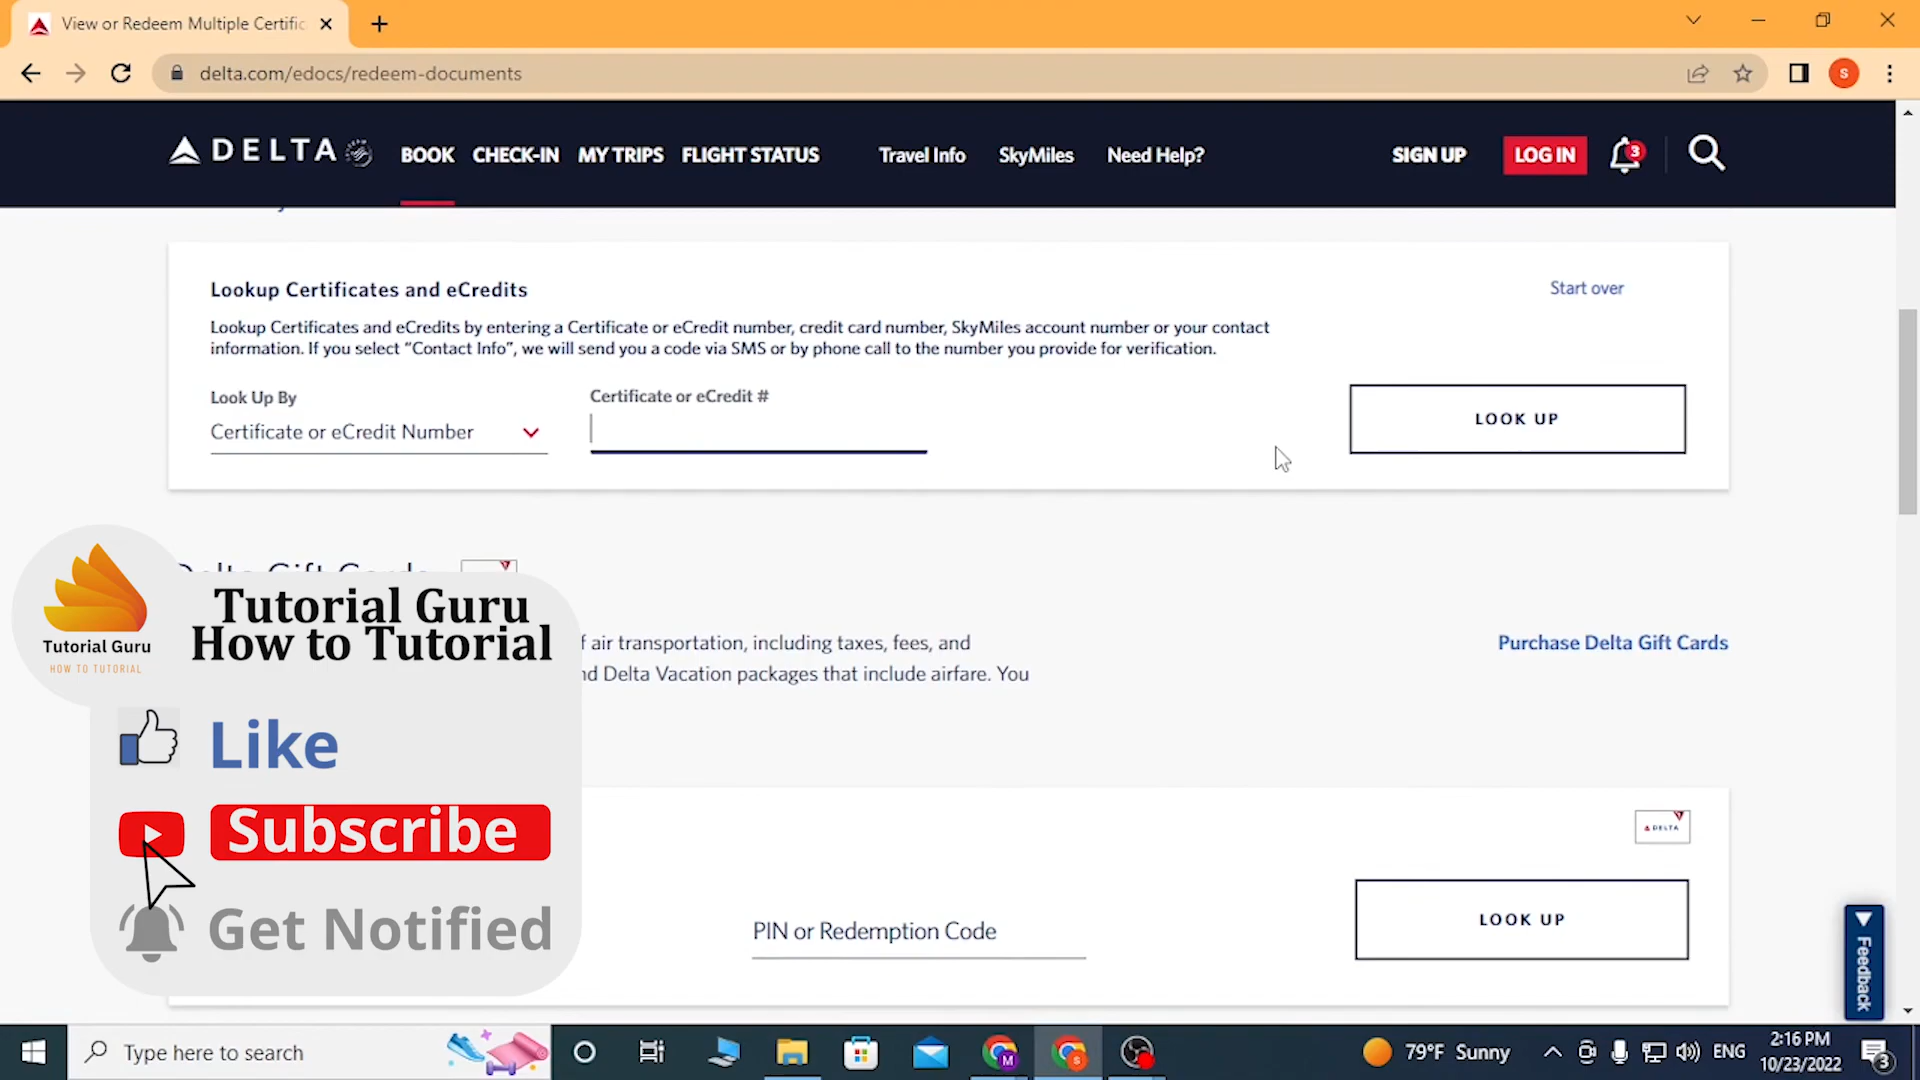 View or Redeem Multiple Certific
delta.com/edocs/redeem-documents
S
DELTA
BOOK CHECK-IN MY TRIPS FLIGHT STATUS Travel Info SkyMiles Need Help? SIGN UP LOG IN 3
Lookup Certificates and eCredits
Start over
Lookup Certificates and eCredits by entering a Certificate or eCredit number, credit card number, SkyMiles account number or your contact
information. If you select “Contact Info”, we will send you a code via SMS or by phone call to the number you provide for verification.
Look Up By
Certificate or eCredit #
Certificate or eCredit Number
LOOK UP
Delta Gift Cards
f air transportation, including taxes, fees, and
Purchase Delta Gift Cards
nd Delta Vacation packages that include airfare. You
Tutorial Guru
HOW TO TUTORIAL
Tutorial Guru
How to Tutorial
Like
Subscribe
Get Notified
DELTA
PIN or Redemption Code
LOOK UP
Feedback
Type here to search
M
S
79°F Sunny
ENG
2:16 PM
10/23/2022
3